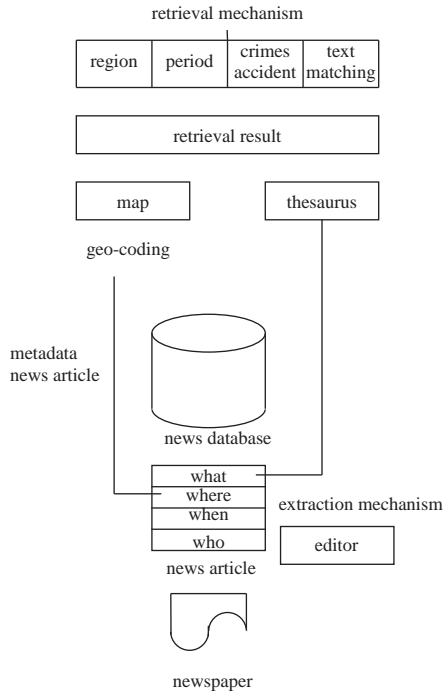 retrieval mechanism
region period crimes accident text matching
retrieval result
map thesaurus
geo-coding
metadata
news article
news database
what
where
when
who
extraction mechanism
editor
news article
newspaper